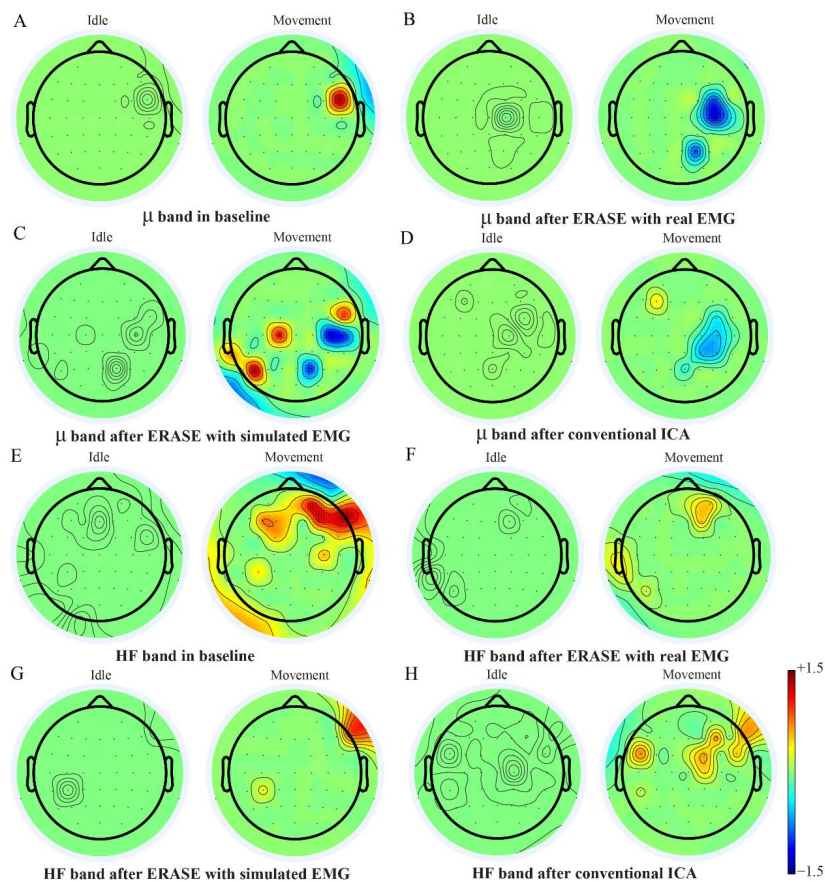 A
Idle
Movement
B
Idle
Movement
μ band in baseline
μ band after ERASE with real EMG
C
Idle
Movement
D
Idle
Movement
μ band after ERASE with simulated EMG
μ band after conventional ICA
E
Idle
Movement
F
Idle
Movement
HF band in baseline
HF band after ERASE with real EMG
G
Idle
Movement
H
Idle
Movement
+1.5
−1.5
HF band after ERASE with simulated EMG
HF band after conventional ICA